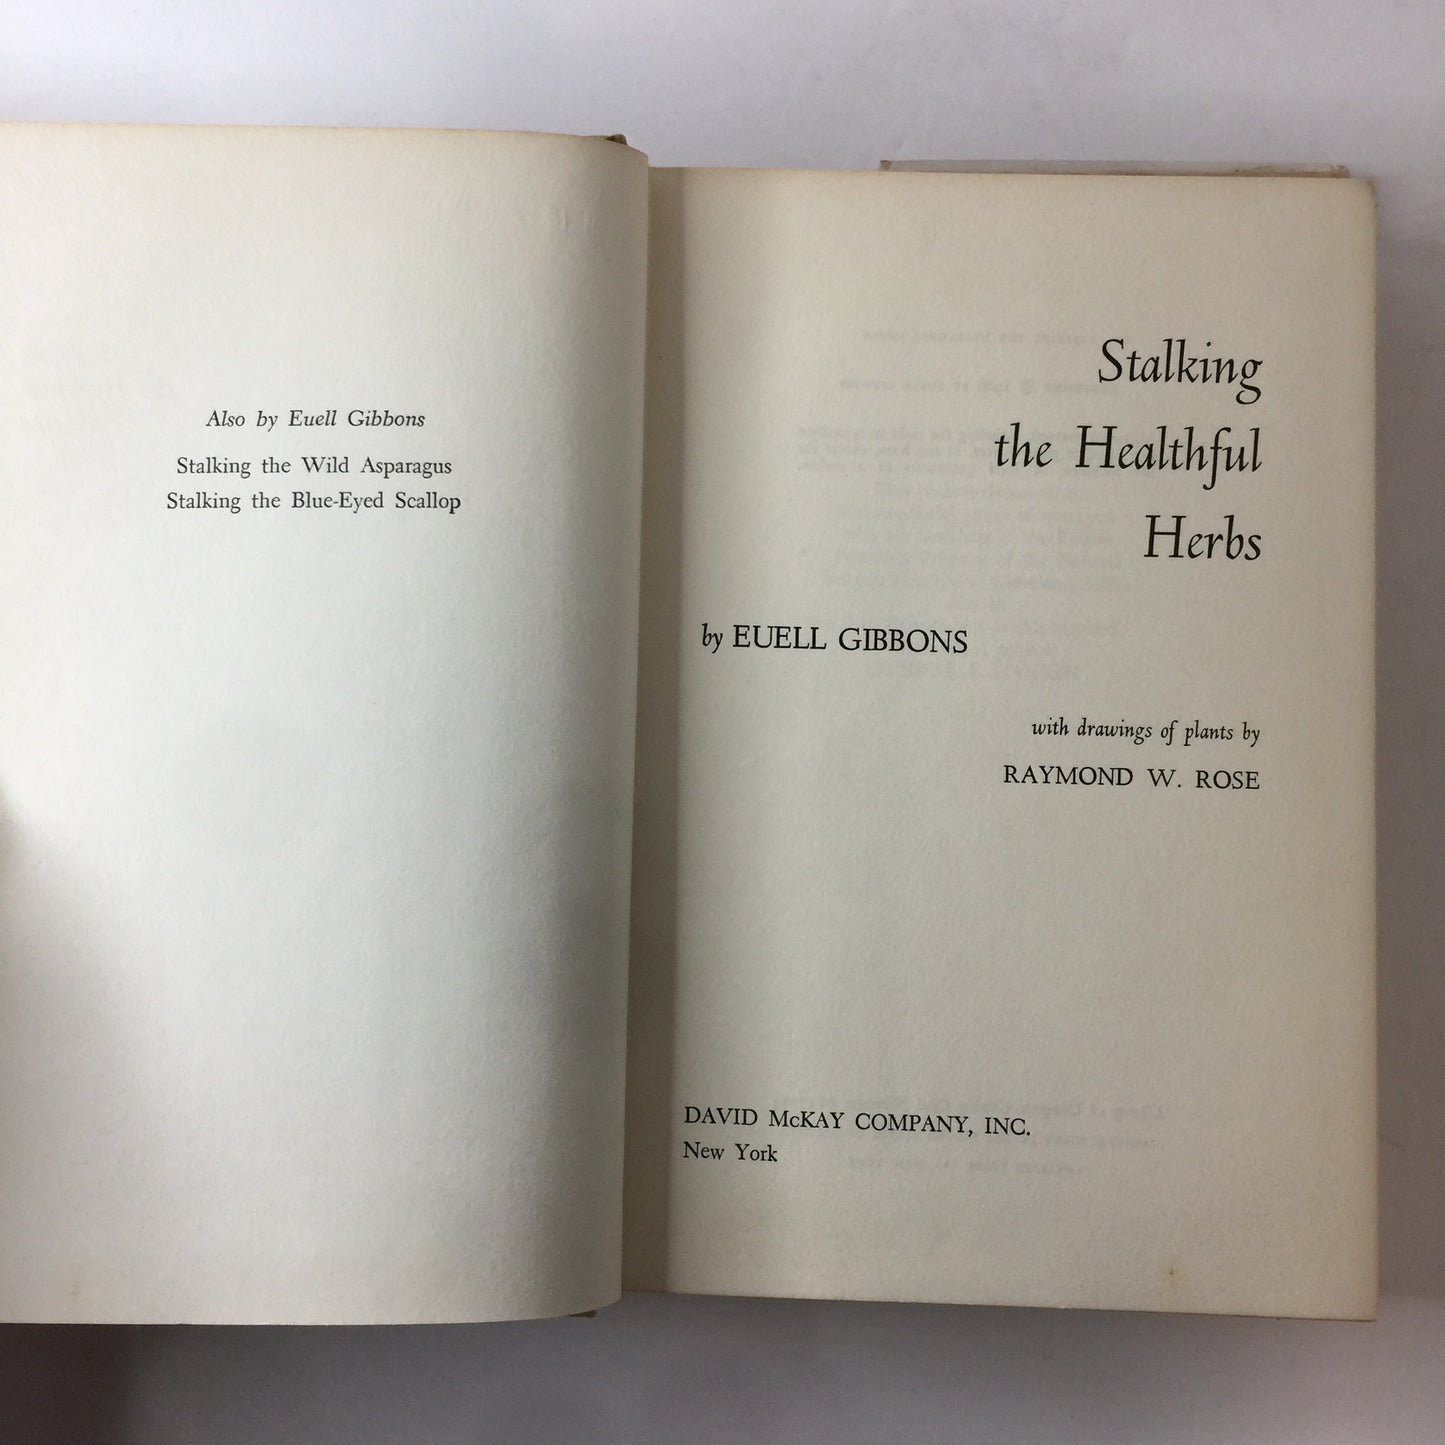 Also by Euell Gibbons
Stalking the Wild Asparagus
Stalking the Blue-Eyed Scallop
Stalking
the Healthful
Herbs
by EUELL GIBBONS
with drawings of plants by
RAYMOND W. ROSE
DAVID McKAY COMPANY, INC.
New York